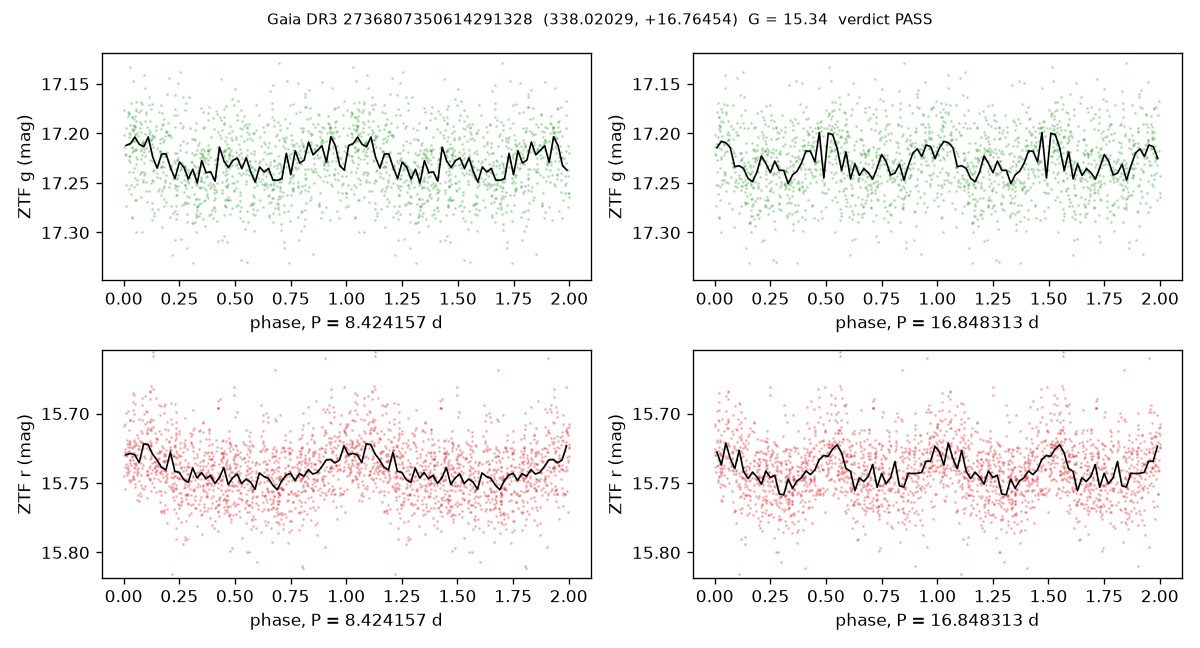 Gaia DR3 2736807350614291328 (338.02029, +16.76454) G = 15.34 verdict PASS
ZTF g (mag)
17.15
17.20
17.25
17.30
0.00 0.25 0.50 0.75 1.00 1.25 1.50 1.75 2.00
phase, P = 8.424157 d
ZTF g (mag)
17.15
17.20
17.25
17.30
0.00 0.25 0.50 0.75 1.00 1.25 1.50 1.75 2.00
phase, P = 16.848313 d
ZTF r (mag)
15.70
15.75
15.80
0.00 0.25 0.50 0.75 1.00 1.25 1.50 1.75 2.00
phase, P = 8.424157 d
ZTF r (mag)
15.70
15.75
15.80
0.00 0.25 0.50 0.75 1.00 1.25 1.50 1.75 2.00
phase, P = 16.848313 d